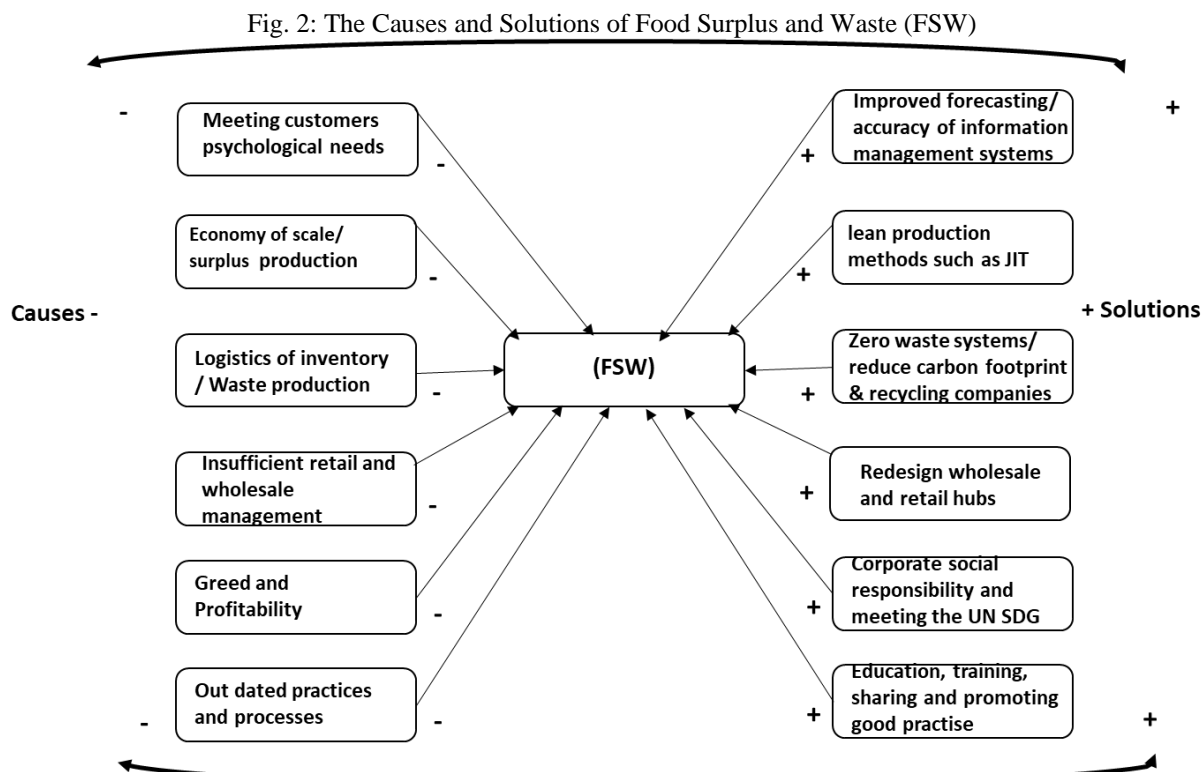 Fig. 2: The Causes and Solutions of Food Surplus and Waste (FSW)
-
+
Meeting customers
psychological needs
-
Improved forecasting/
accuracy of information
management systems
+
Economy of scale/
surplus production
-
lean production
methods such as JIT
+
Causes -
+ Solutions
Logistics of inventory
/ Waste production
-
(FSW)
Zero waste systems/
reduce carbon footprint
& recycling companies
+
Insufficient retail and
wholesale
management
-
Redesign wholesale
and retail hubs
+
Greed and
Profitability
-
Corporate social
responsibility and
meeting the UN SDG
+
Out dated practices
and processes
-
-
Education, training,
sharing and promoting
good practise
+
+